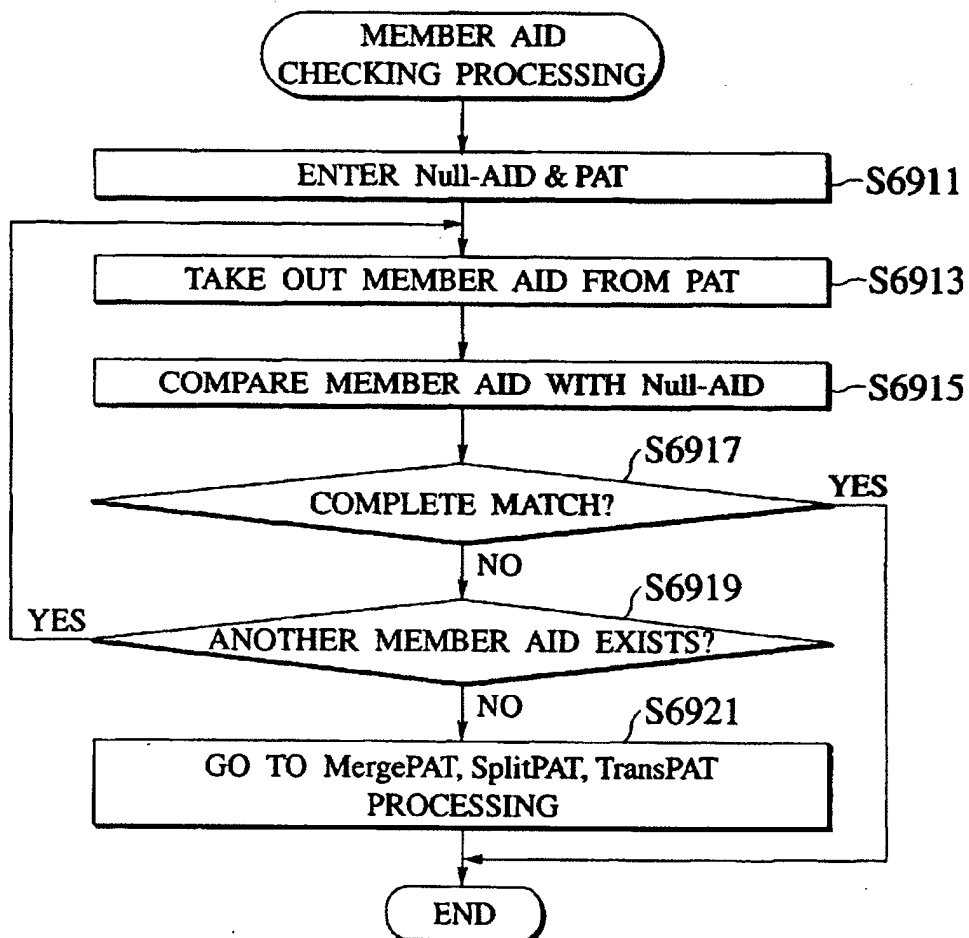 MEMBER AID
CHECKING PROCESSING
ENTER Null-AID & PAT
S6911
TAKE OUT MEMBER AID FROM PAT
S6913
COMPARE MEMBER AID WITH Null-AID
S6915
S6917
COMPLETE MATCH?
YES
NO
S6919
YES
ANOTHER MEMBER AID EXISTS?
NO
S6921
GO TO MergePAT, SplitPAT, TransPAT
PROCESSING
END